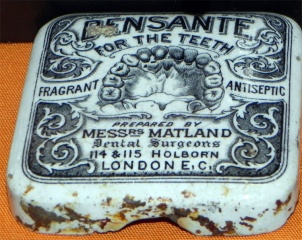 DENSANTE
FOR THE TEETH
FRAGRANT ANTISEPTIC
PREPARED BY
MESSRS MATLAND
Dental Surgeons
114 & 115 HOLBORN
LONDON E.C.